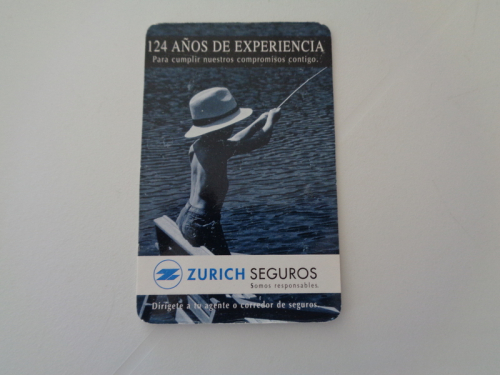 124 AÑOS DE EXPERIENCIA
Para cumplir nuestros compromisos contigo.
ZURICH SEGUROS
Somos responsables.
Dirígete a tu agente o corredor de seguros.